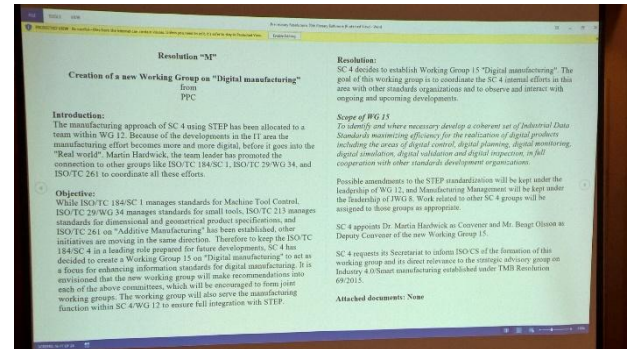 FILE TOOLS VIEW
PROTECTED VIEW
Enable Editing
Resolution "M"
Creation of a new Working Group on "Digital manufacturing"
from
PPC
Introduction:
The manufacturing approach of SC 4 using STEP has been allocated to a
team within WG 12. Because of the developments in the IT area the
manufacturing effort becomes more and more digital, before it goes into the
"Real world". Martin Hardwick, the team leader has promoted the
connection to other groups like ISO/TC 184/SC 1, ISO/TC 29/WG 34, and
ISO/TC 261 to coordinate all these efforts.
Objective:
While ISO/TC 184/SC 1 manages standards for Machine Tool Control,
ISO/TC 29/WG 34 manages standards for small tools, ISO/TC 213 manages
standards for dimensional and geometrical product specifications, and
ISO/TC 261 on "Additive Manufacturing" has been established, other
initiatives are moving in the same direction. Therefore to keep the ISO/TC
184/SC 4 in a leading role prepared for future developments, SC 4 has
decided to create a Working Group 15 on "Digital manufacturing" to act as
a focus for enhancing information standards for digital manufacturing. It is
envisioned that the new working group will make recommendations into
each of the above committees, which will be encouraged to form joint
working groups. The working group will also serve the manufacturing
function within SC 4/WG 12 to ensure full integration with STEP.
Resolution:
SC 4 decides to establish Working Group 15 "Digital manufacturing". The
goal of this working group is to coordinate the SC 4 internal efforts in this
area with other standards organizations and to observe and interact with
ongoing and upcoming developments.
Scope of WG 15
To identify and where necessary develop a coherent set of Industrial Data
Standards maximizing efficiency for the realization of digital products
including the areas of digital control, digital planning, digital monitoring,
digital simulation, digital validation and digital inspection, in full
cooperation with other standards development organizations.
Possible amendments to the STEP standardization will be kept under the
leadership of WG 12, and Manufacturing Management will be kept under
the leadership of JWG 8. Work related to other SC 4 groups will be
assigned to those groups as appropriate.
SC 4 appoints Dr. Martin Hardwick as Convener and Mr. Bengt Olsson as
Deputy Convener of the new Working Group 15.
SC 4 requests its Secretariat to inform ISO/CS of the formation of this
working group and its direct relevance to the strategic advisory group on
Industry 4.0/Smart manufacturing established under TMB Resolution
69/2015.
Attached documents: None